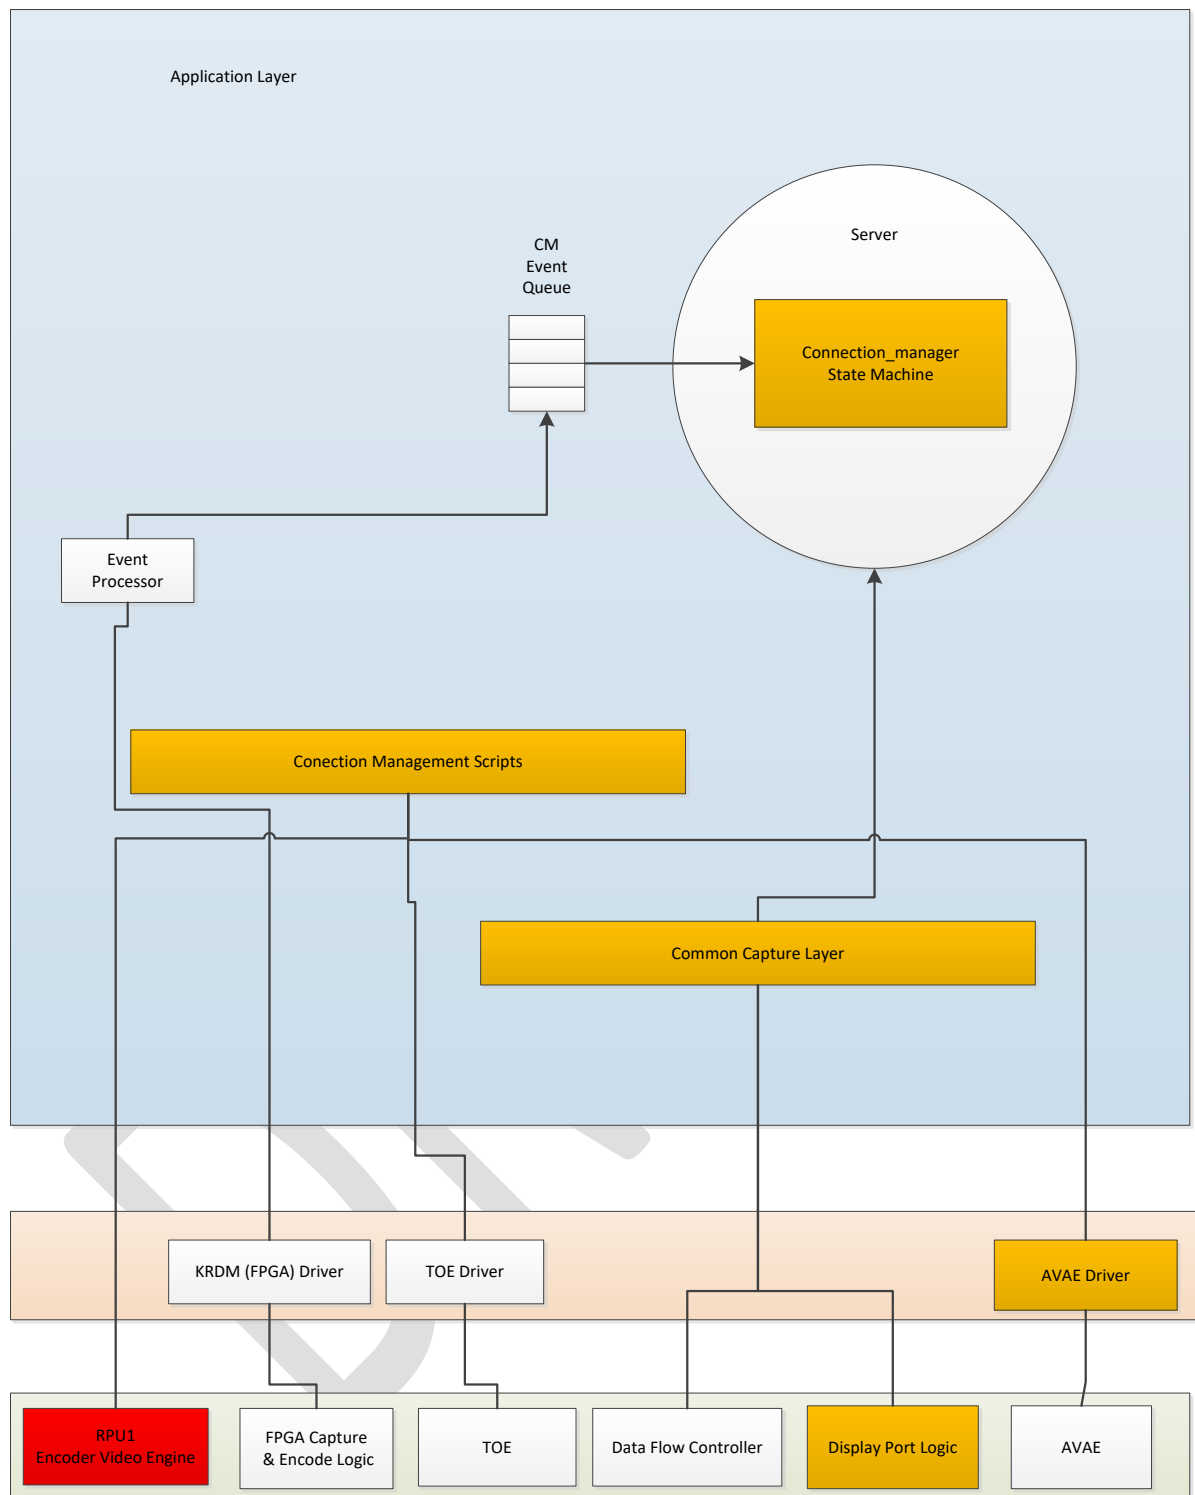 Application Layer
Server
CM
Event
Queue
Connection_manager
State Machine
Event
Processor
Conection Management Scripts
Common Capture Layer
KRDM (FPGA) Driver
TOE Driver
AVAE Driver
RPU1
Encoder Video Engine
FPGA Capture
& Encode Logic
TOE
Data Flow Controller
Display Port Logic
AVAE